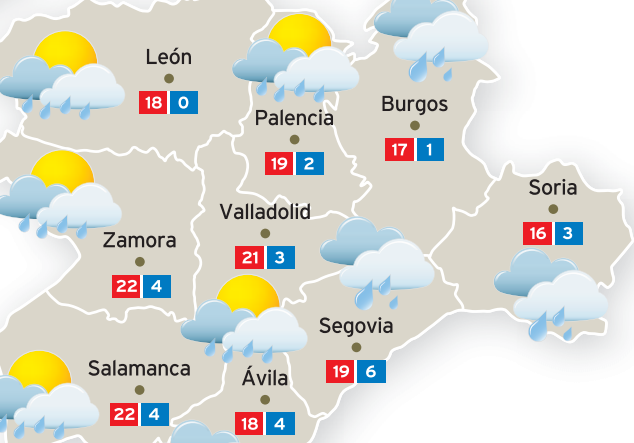 León
18 0
Palencia
19 2
Burgos
17 1
Soria
16 3
Zamora
22 4
Valladolid
21 3
Segovia
19 6
Salamanca
22 4
Ávila
18 4